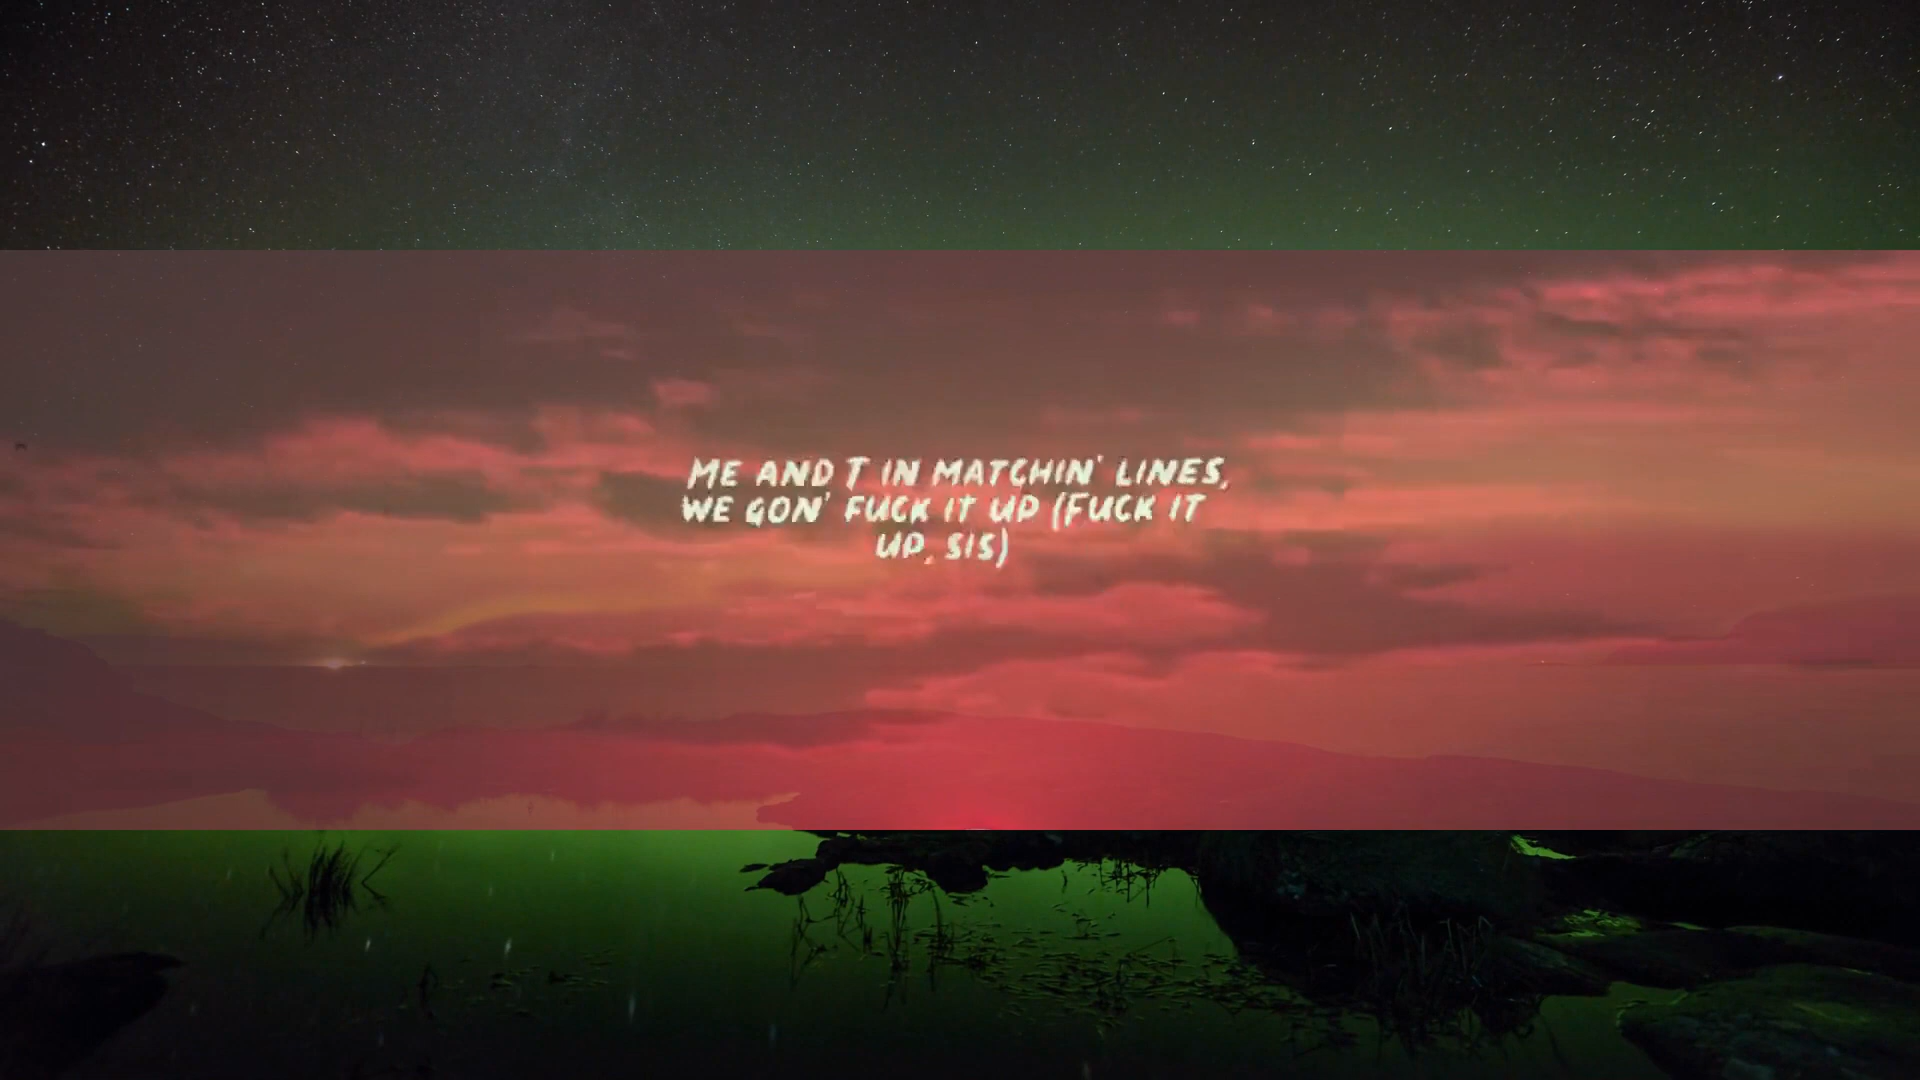 ME AND T IN MATCHIN' LINES,
WE GON' FUCK IT UP (FUCK IT
UP, SIS)